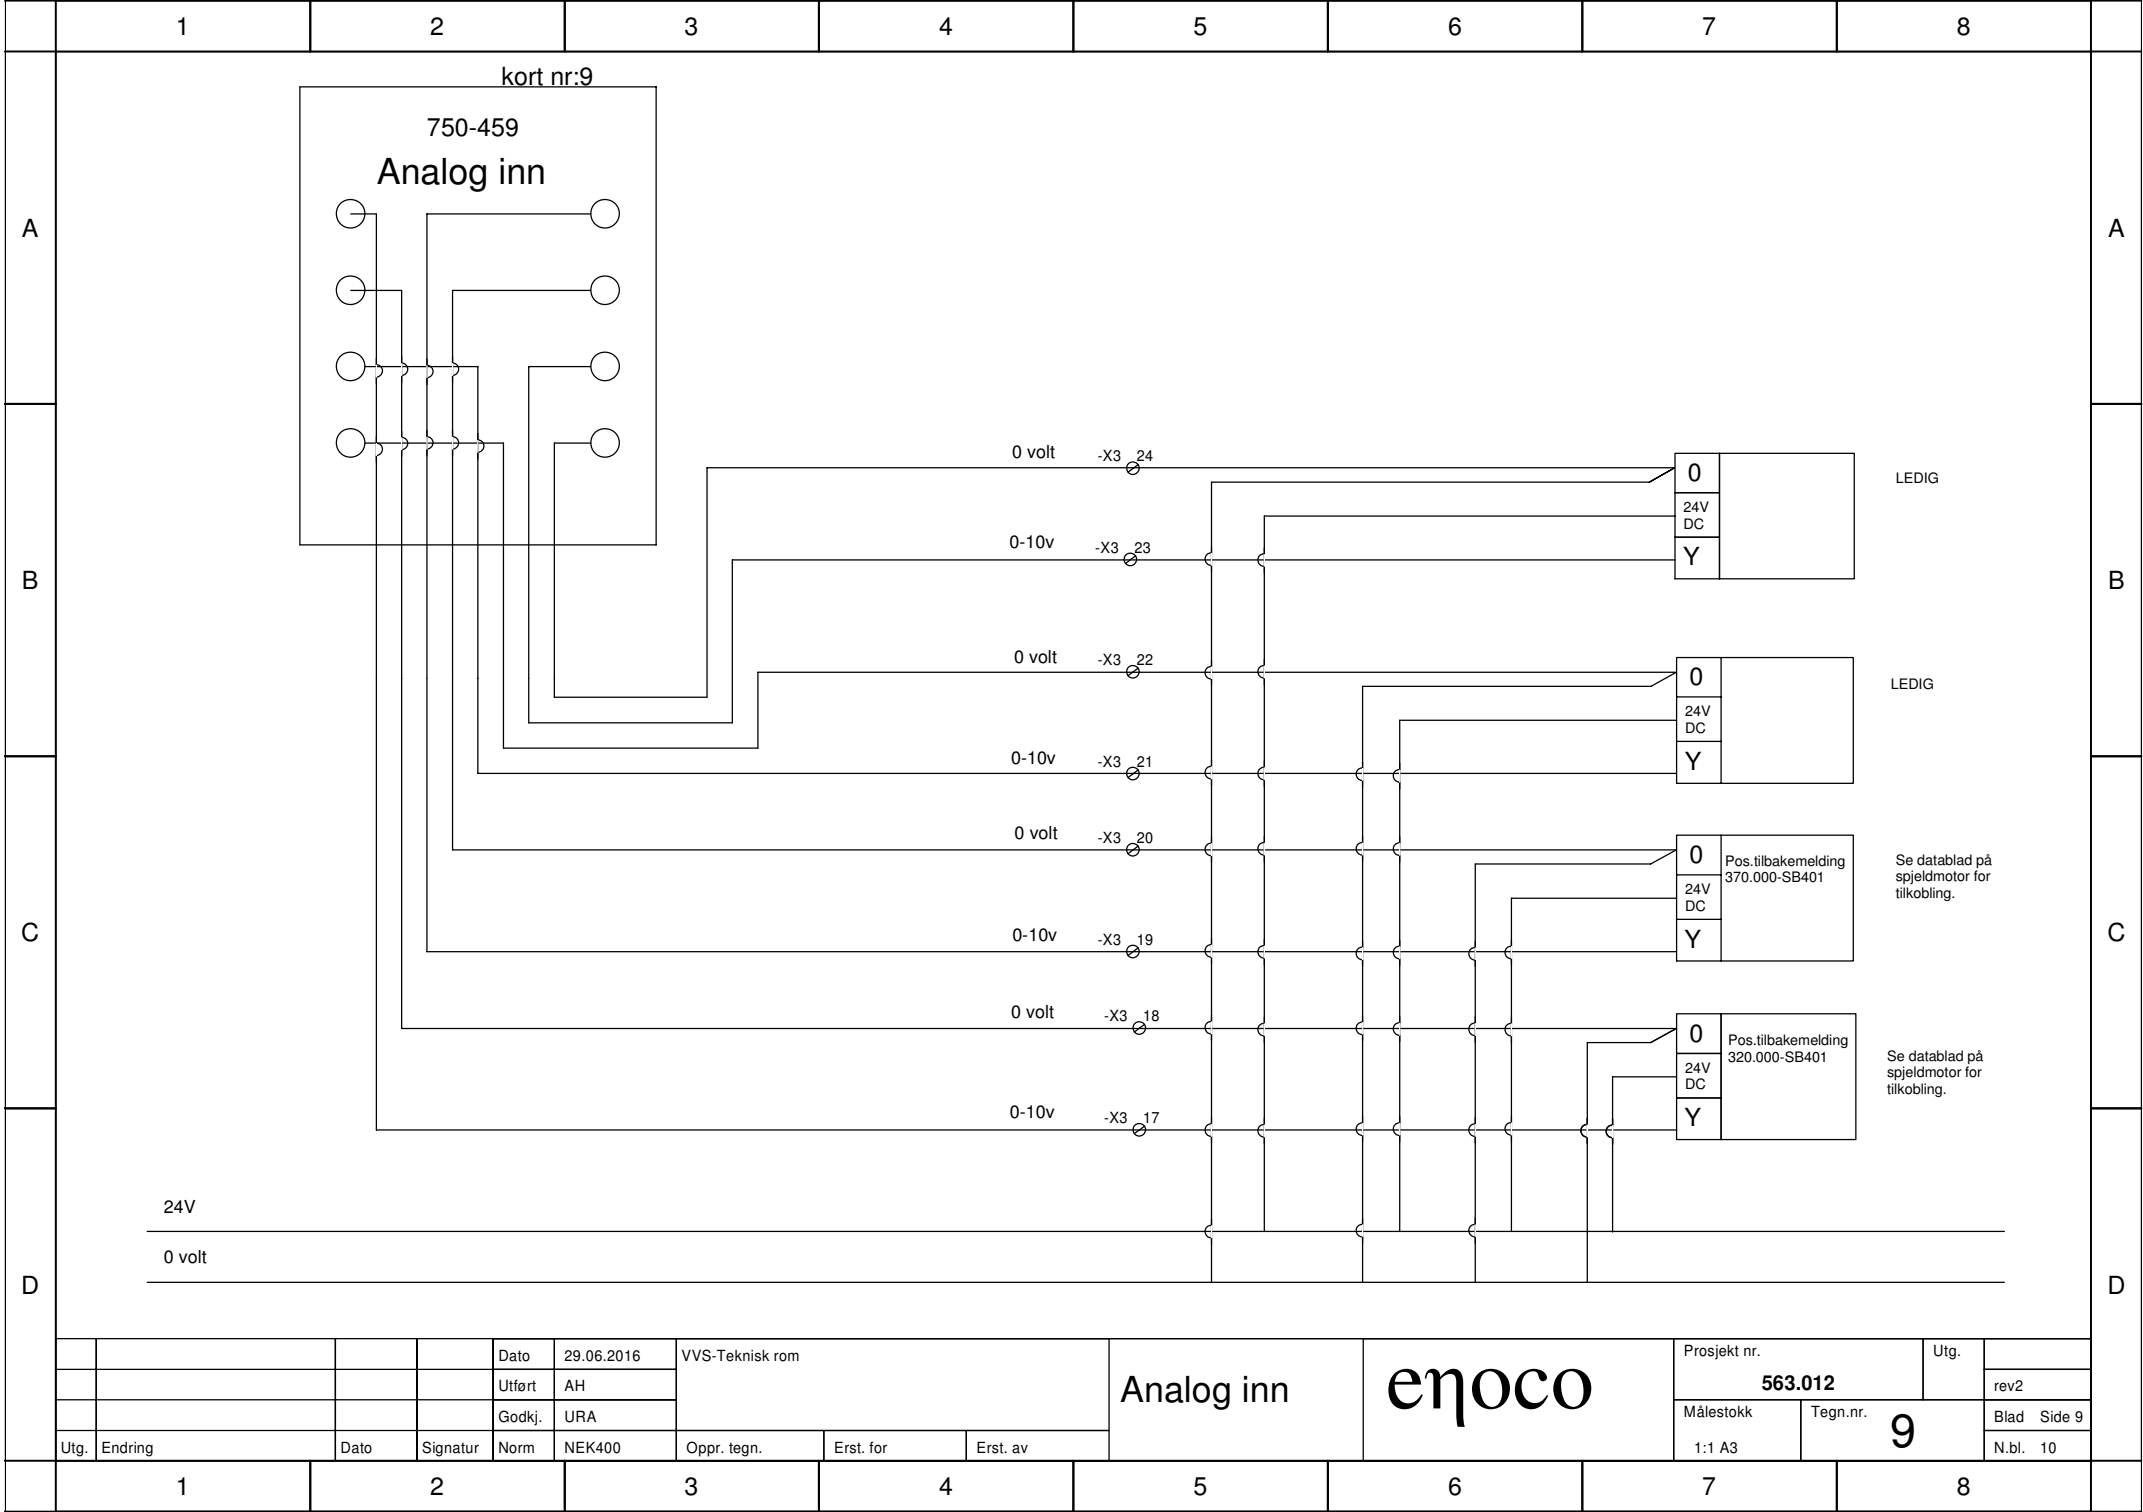 1 2 3 4 5 6 7 8
kort nr:9
750-459
Analog inn
A A
0 volt -X3 24
0
24V
DC
Y
LEDIG
0-10v -X3 23
B B
0 volt -X3 22
0
24V
DC
Y
LEDIG
0-10v -X3 21
0 volt -X3 20
0
24V
DC
Y
Pos.tilbakemelding
370.000-SB401
Se datablad på
spjeldmotor for
tilkobling.
C C
0-10v -X3 19
0 volt -X3 18
0
24V
DC
Y
Pos.tilbakemelding
320.000-SB401
Se datablad på
spjeldmotor for
tilkobling.
0-10v -X3 17
24V
0 volt
D D
Dato 29.06.2016
Utført AH
Godkj. URA
Utg. Endring Dato Signatur Norm NEK400
VVS-Teknisk rom
Oppr. tegn. Erst. for Erst. av
Analog inn
enoco
Prosjekt nr.
563.012
Utg.
rev2
Målestokk
1:1 A3
Tegn.nr.
9
Blad Side 9
N.bl. 10
1 2 3 4 5 6 7 8